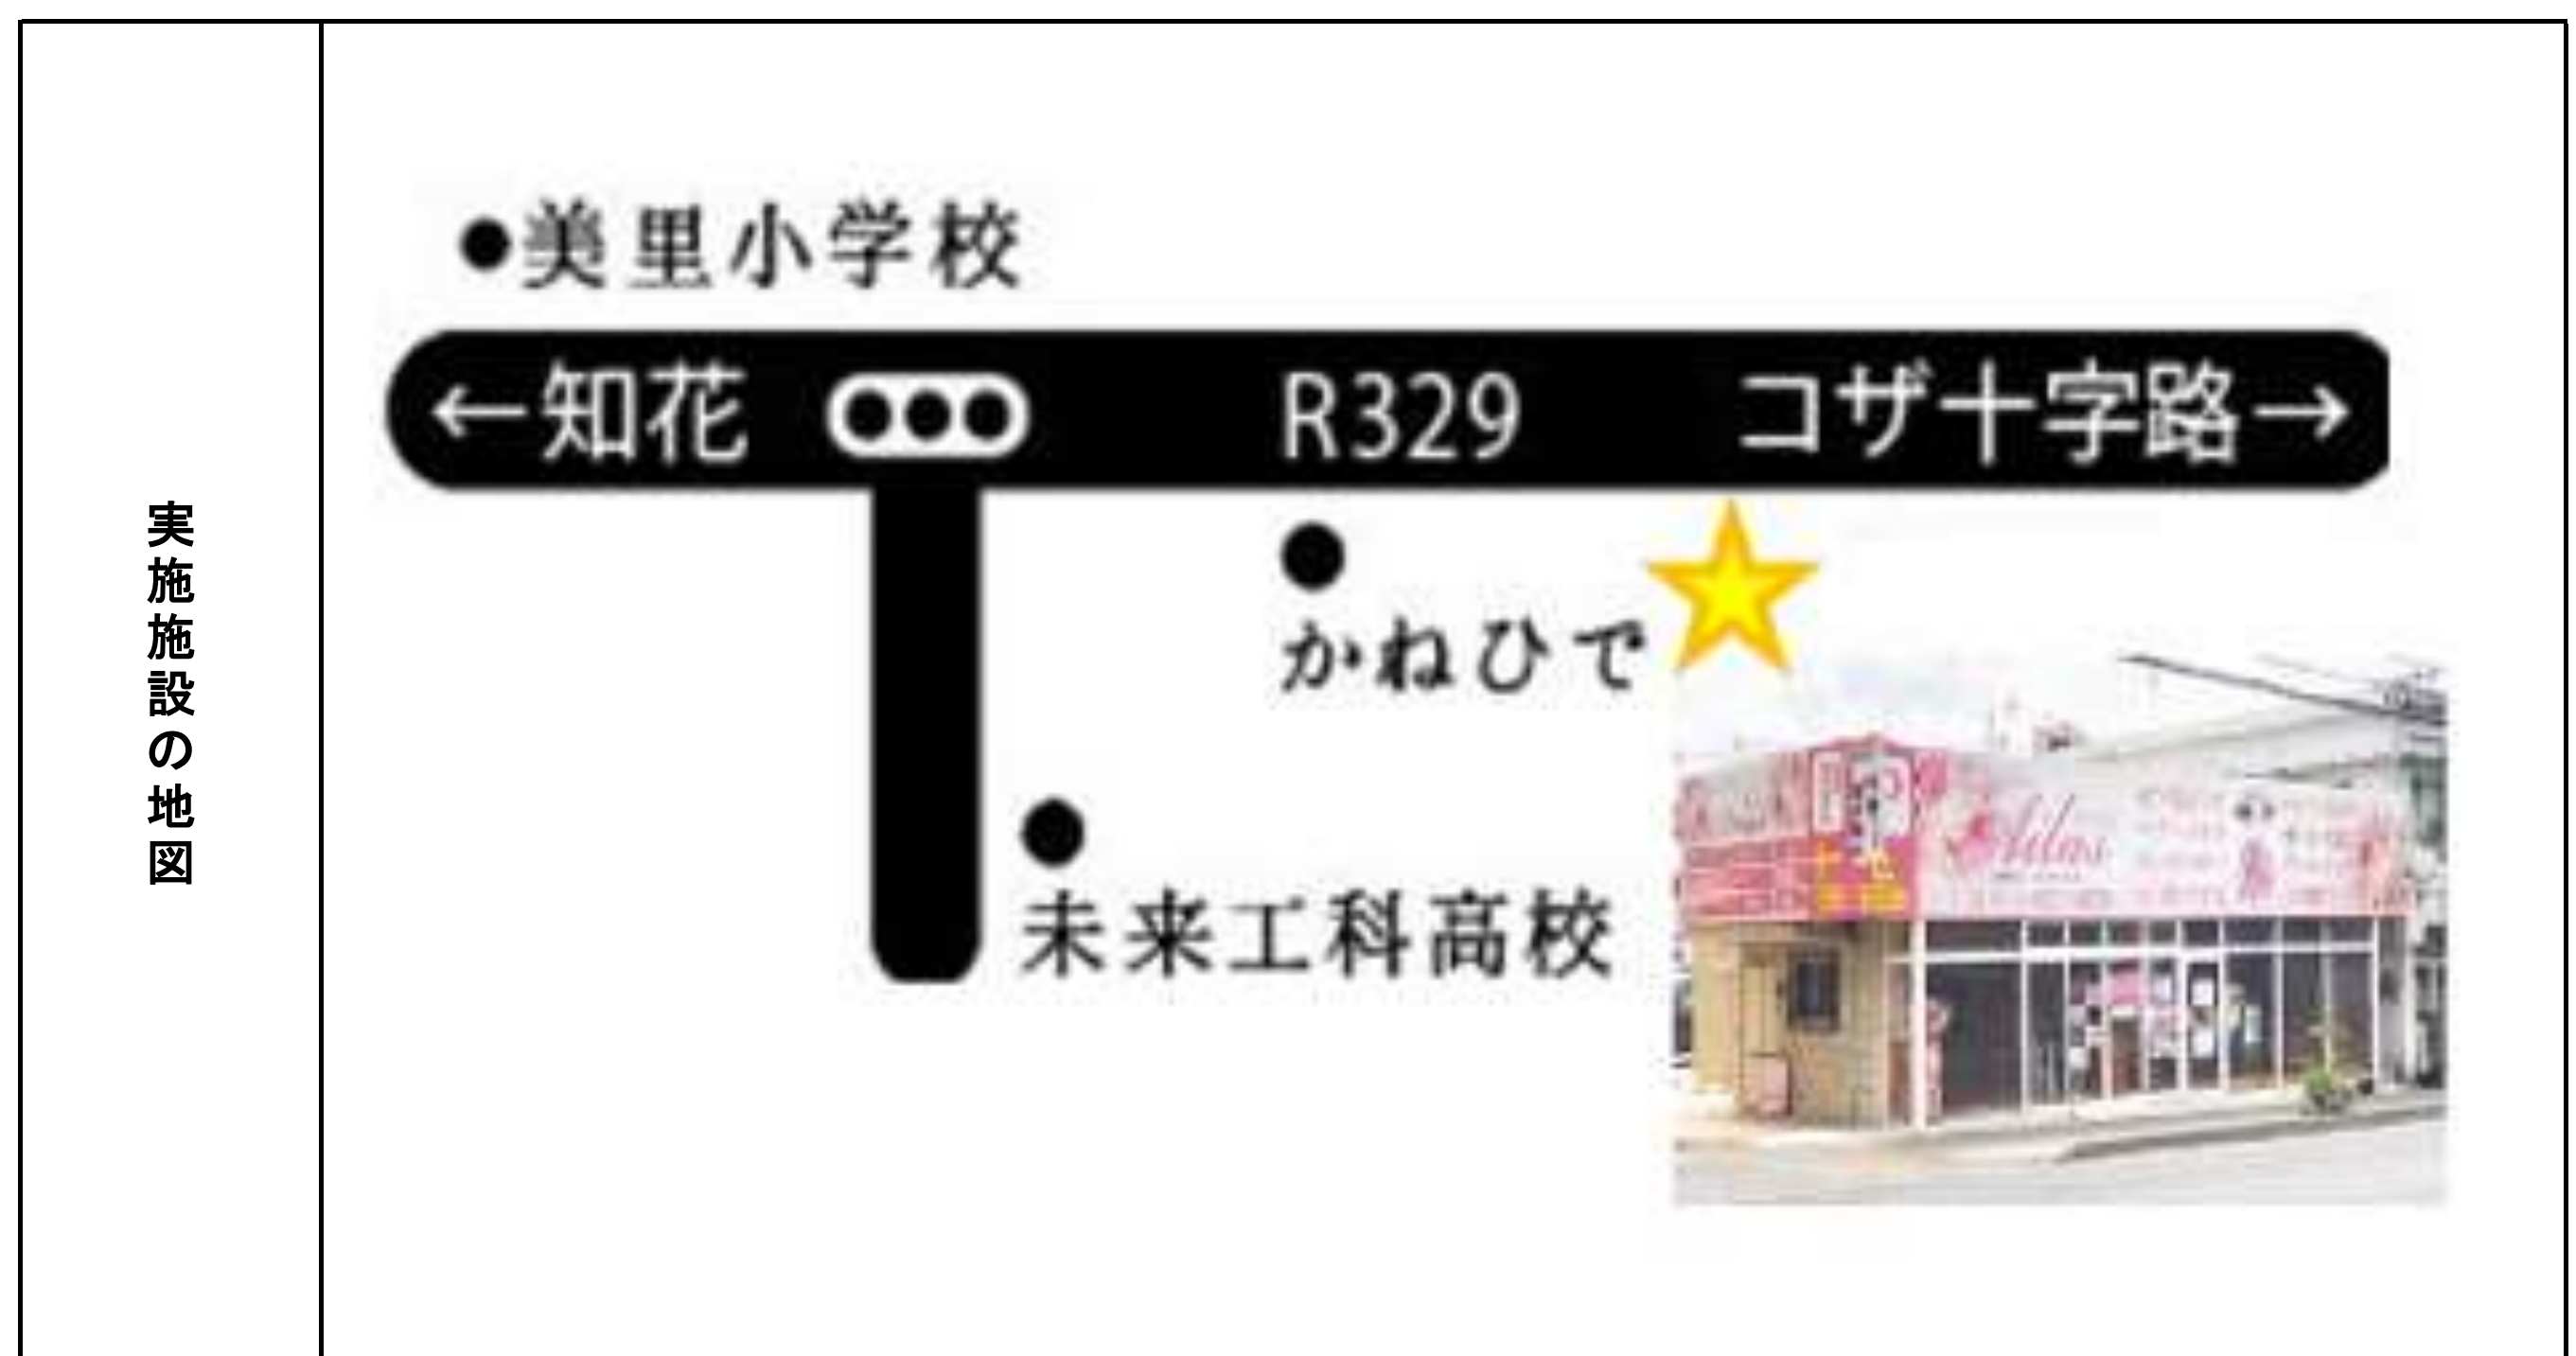 実施施設の地図
●美里小学校
←知花
R329
コザ十字路→
かねひで
未来工科高校